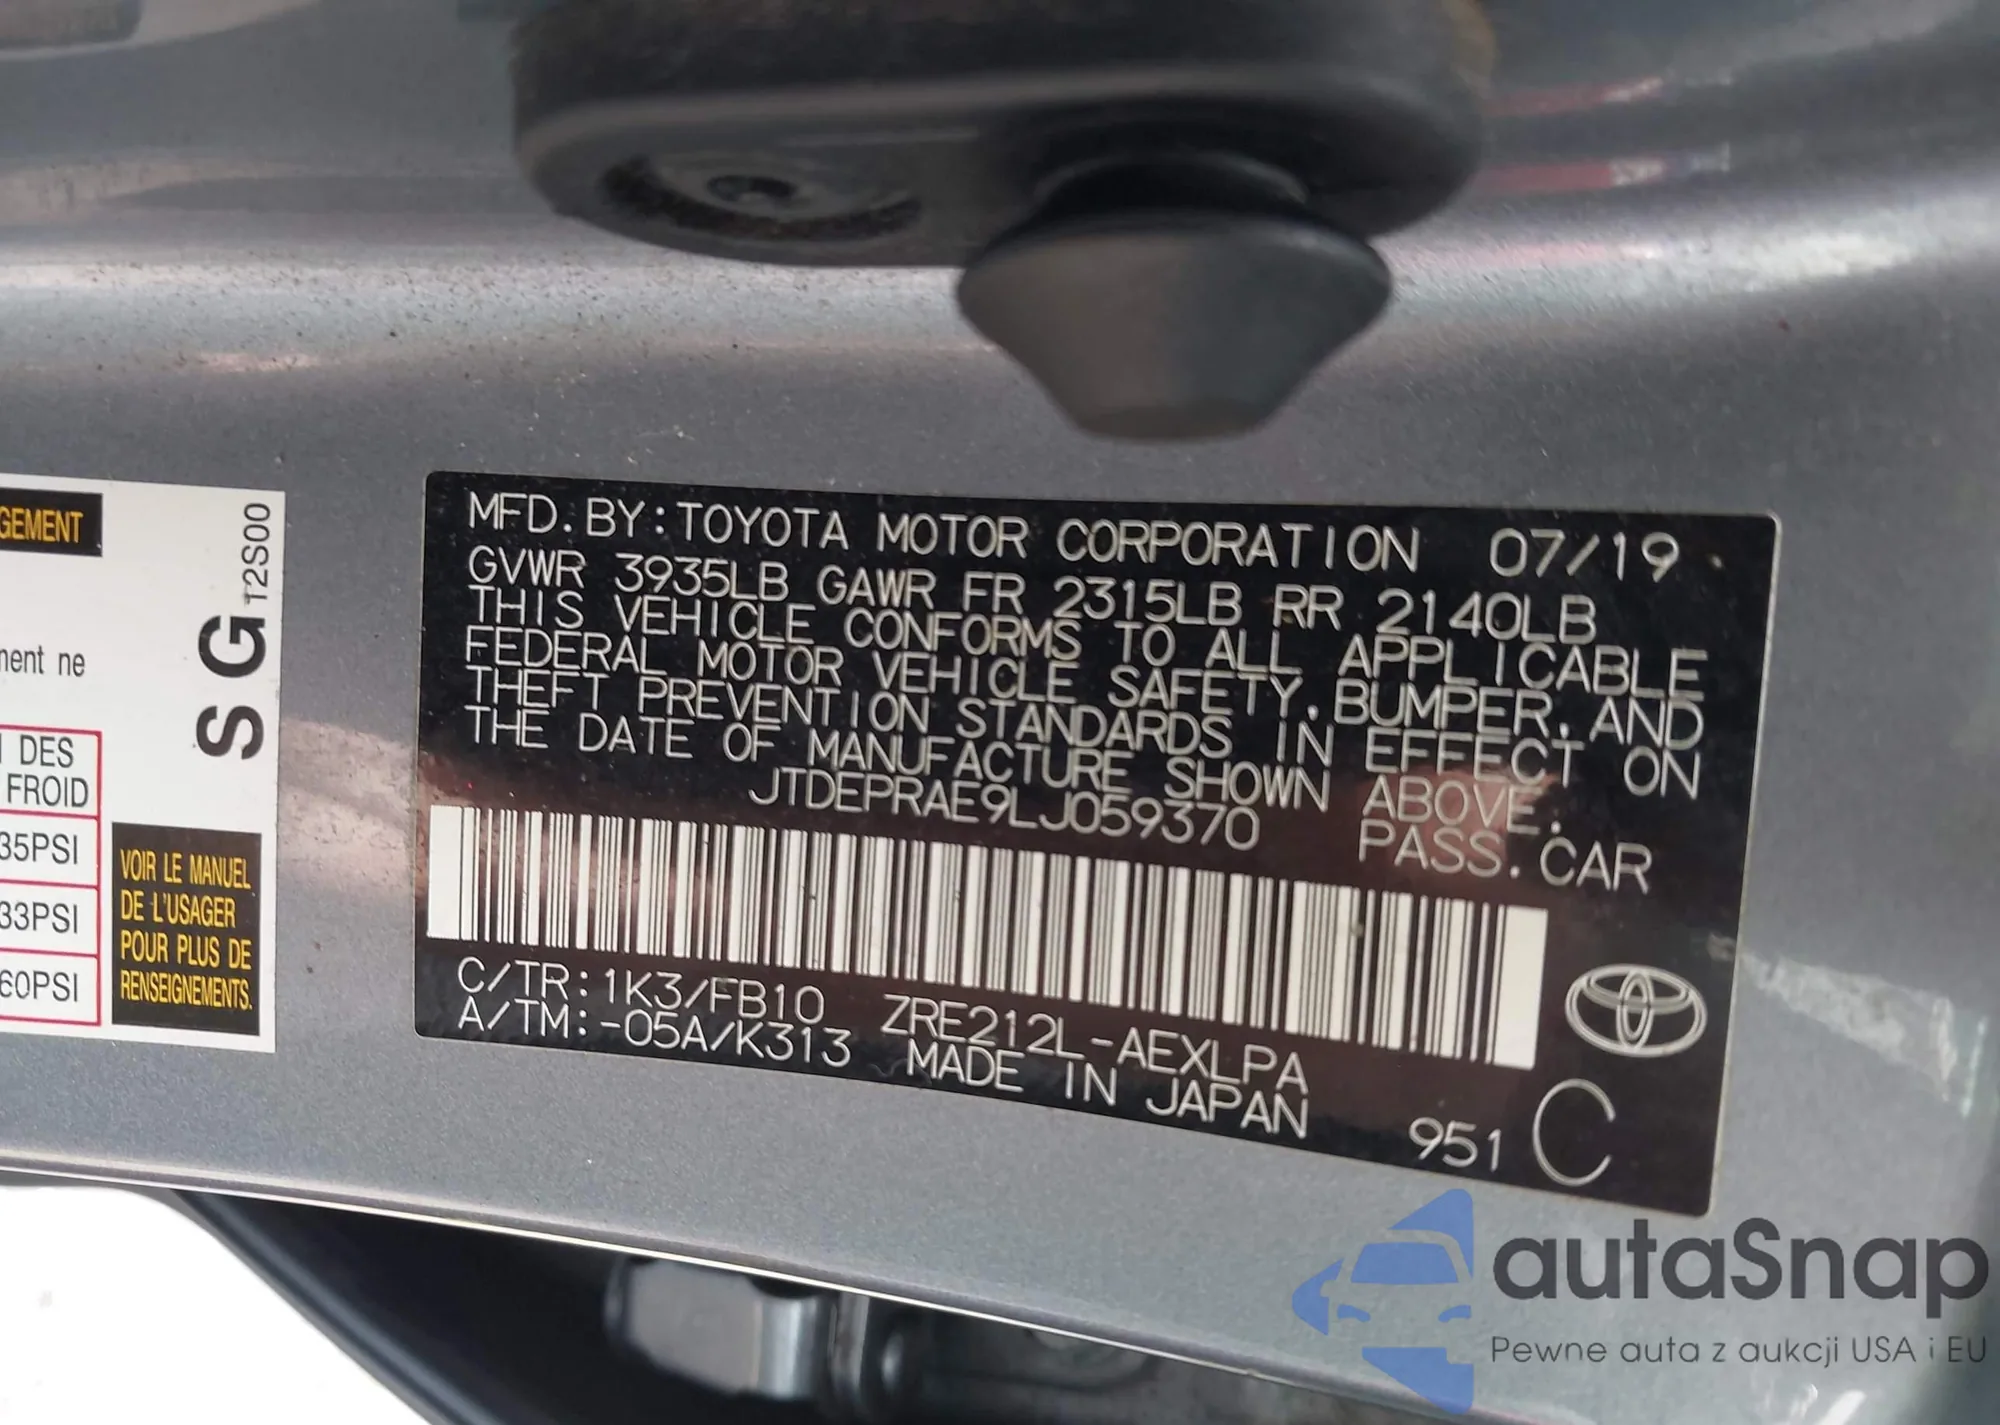 GEMENT
ment ne
SG T2S00
DES
FROID
35PSI
33PSI
60PSI
VOIR LE MANUEL
DE L'USAGER
POUR PLUS DE
RENSEIGNEMENTS.
MFD. BY: TOYOTA MOTOR CORPORATION 07/19
GVWR 3935LB GAWR FR 2315LB RR 2140LB
THIS VEHICLE CONFORMS TO ALL APPLICABLE
FEDERAL MOTOR VEHICLE SAFETY, BUMPER, AND
THEFT PREVENTION STANDARDS IN EFFECT ON
THE DATE OF MANUFACTURE SHOWN ABOVE.
JTDEPRAE9LJ059370 PASS. CAR
C/TR: 1K3/FB10 ZRE212L-AEXLPA
A/TM: -05A/K313 MADE IN JAPAN
951 C
autaSnap
Pewne auta z aukcji USA i EU